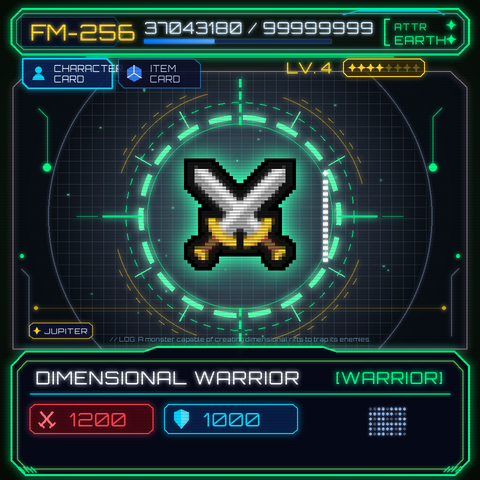 FM-256
37043180 / 99999999
ATTR
EARTH
CHARACTER
CARD
ITEM
CARD
LV.4
JUPITER
// LOG: A monster capable of creating dimensional rifts to trap its enemies.
DIMENSIONAL WARRIOR
[WARRIOR]
1200
1000